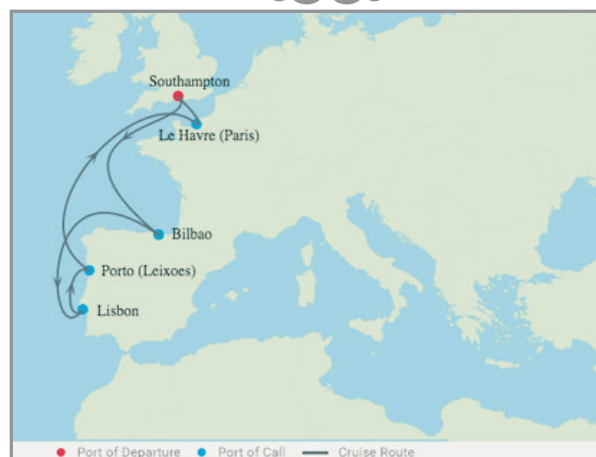 Southampton
Le Havre (Paris)
Bilbao
Porto (Leixoes)
Lisbon
Port of Departure Port of Call Cruise Route